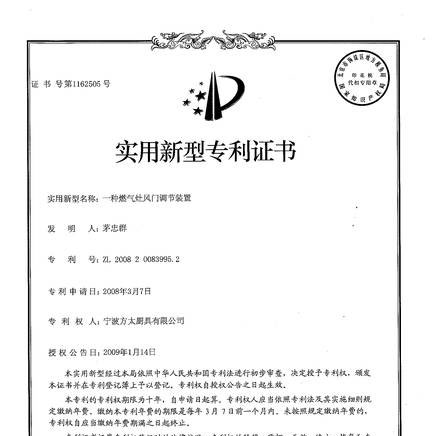 证 书 号第1162505号
印 花 税
代扣专用章
实用新型专利证书
实用新型名称：一种燃气灶风门调节装置
发 明 人：茅忠群
专 利 号：ZL 2008 2 0083995.2
专利申请日：2008年3月7日
专 利 权 人：宁波方太厨具有限公司
授权公告日：2009年1月14日
本实用新型经过本局依照中华人民共和国专利法进行初步审查，决定授予专利权，颁发
本证书并在专利登记簿上予以登记。专利权自授权公告之日起生效。
本专利的专利权期限为十年，自申请日起算。专利权人应当依照专利法及其实施细则规
定缴纳年费。缴纳本专利年费的期限是每年 3 月 7 日前一个月内。未按照规定缴纳年费的，
专利权自应当缴纳年费期满之日起终止。